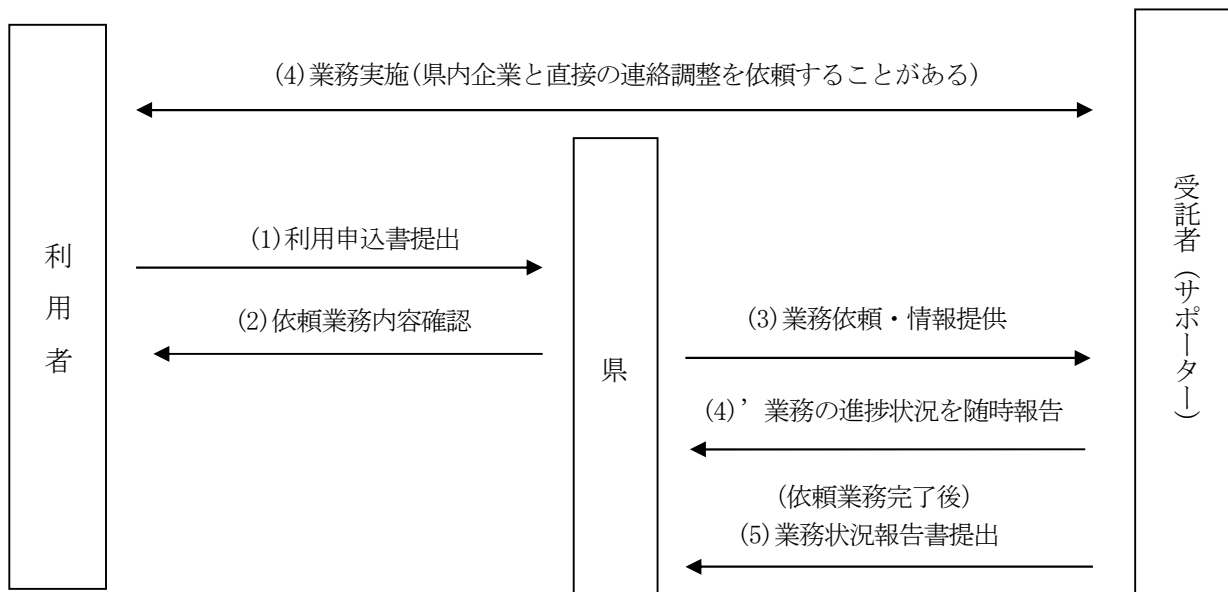 (4)業務実施(県内企業と直接の連絡調整を依頼することがある)
利用者
(1)利用申込書提出
(2)依頼業務内容確認
県
(3)業務依頼・情報提供
(4)’業務の進捗状況を随時報告
(依頼業務完了後)
(5)業務状況報告書提出
受託者(サポーター)